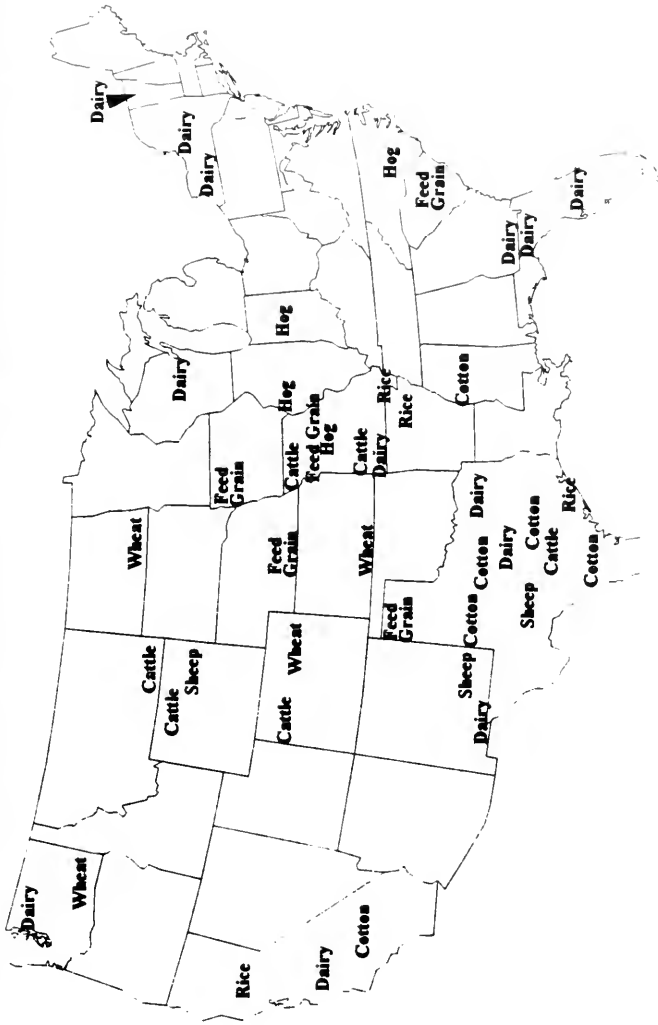 Dairy
Wheat
Dairy
Wheat
Cattle
Cattle
Dairy
Dairy
Sheep
Dairy
Feed
Grain
Rice
Feed
Grain
Cattle
Hog
Hog
Cattle
Wheat
Feed Grain
Dairy
Hog
Cattle
Cotton
Wheat
Dairy
Rice
Hog
Feed
Grain
Rice
Feed
Grain
Cotton
Sheep
Cotton
Dairy
Cotton
Dairy
Dairy
Dairy
Dairy
Sheep
Cotton
Cattle
Rice
Dairy
Cotton